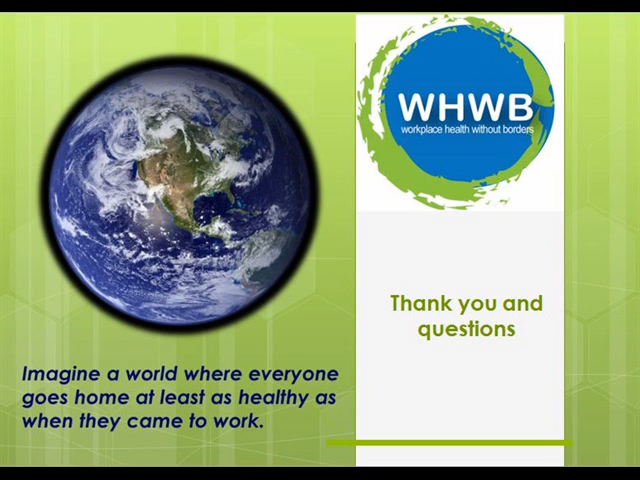 WHWB
workplace health without borders
Thank you and
questions
Imagine a world where everyone
goes home at least as healthy as
when they came to work.